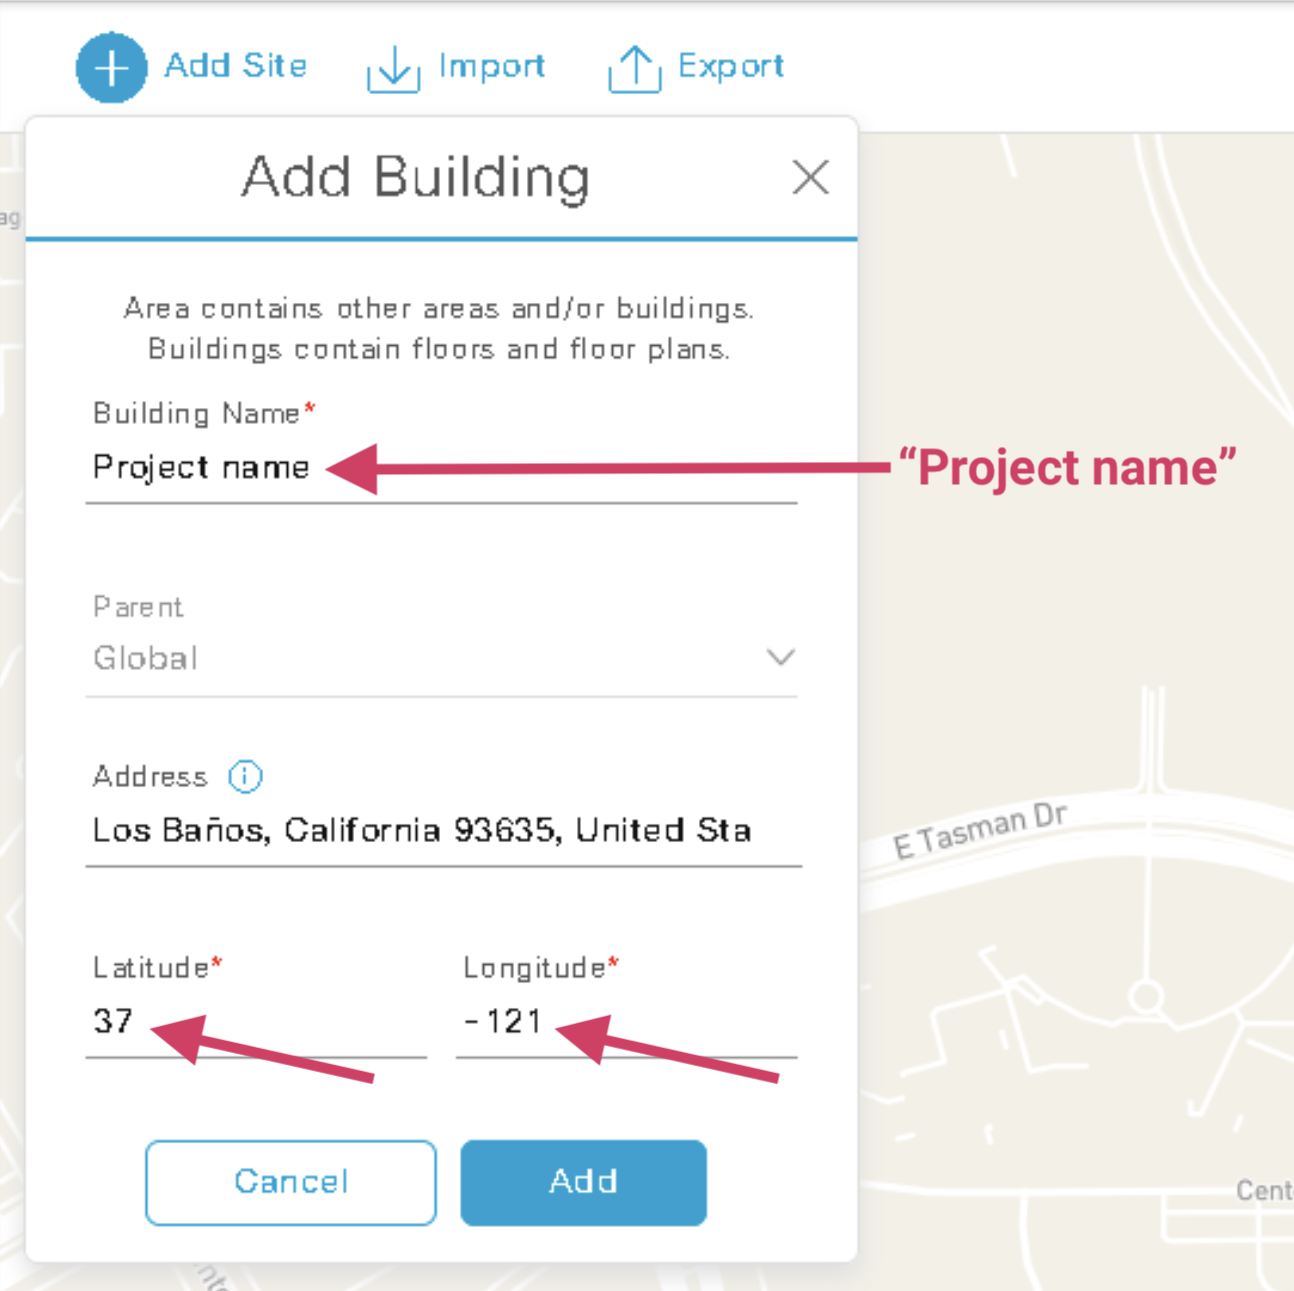 Add Site Import Export
Add Building
Area contains other areas and/or buildings.
Buildings contain floors and floor plans.
Building Name*
Project name
“Project name”
Parent
Global
Address
Los Baños, California 93635, United Sta
E Tasman Dr
Latitude* Longitude*
37 -121
Cancel Add
Cent